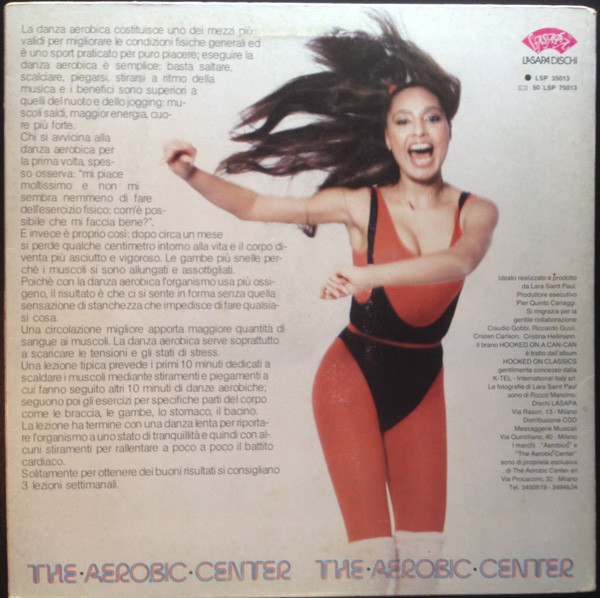 La danza aerobica costituisce uno dei mezzi più
validi per migliorare le condizioni fisiche generali ed
è uno sport praticato per puro piacere; eseguire la
danza aerobica è semplice: basta saltare,
scalciare, piegarsi, stirarsi a ritmo della
musica e i benefici sono superiori a
quelli del nuoto e dello jogging: mu-
scoli saldi, maggior energia, cuo-
re più forte.
Chi si avvicina alla
danza aerobica per
la prima volta, spes-
so osserva: "mi piace
moltissimo e non mi
sembra nemmeno di fare
dell'esercizio fisico: com'è pos-
sibile che mi faccia bene?".
E invece è proprio così: dopo circa un mese
si perde qualche centimetro intorno alla vita e il corpo di-
venta più asciutto e vigoroso. Le gambe più snelle per-
chè i muscoli si sono allungati e assottigliati.
Poichè con la danza aerobica l'organismo usa più ossi-
geno, il risultato è che ci si sente in forma senza quella
sensazione di stanchezza che impedisce di fare qualsia-
si cosa.
Una circolazione migliore apporta maggiore quantità di
sangue ai muscoli. La danza aerobica serve soprattutto
a scaricare le tensioni e gli stati di stress.
Una lezione tipica prevede i primi 10 minuti dedicati a
scaldare i muscoli mediante stiramenti e piegamenti a
cui fanno seguito altri 10 minuti di danze aerobiche;
seguono poi gli esercizi per specifiche parti del corpo
come le braccia, le gambe, lo stomaco, il bacino.
La lezione ha termine con una danza lenta per riporta-
re l'organismo a uno stato di tranquillità e quindi con al-
cuni stiramenti per rallentare a poco a poco il battito
cardiaco.
Solitamente per ottenere dei buoni risultati si consigliano
3 lezioni settimanali.
LASAPA
LASAPA DISCHI
LSP 35013
50 LSP 75013
Ideato realizzato e prodotto
da Lara Saint Paul.
Produttore esecutivo
Pier Quinto Cariaggi.
Si ringrazia per la
gentile collaborazione
Claudio Gobbi, Riccardo Gucci,
Cristen Carlson, Cristina Heilmann.
Il brano HOOKED ON A CAN-CAN
è tratto dall'album
HOOKED ON CLASSICS
gentilmente concesso dalla
K-TEL - International Italy srl.
Le fotografie di Lara Saint Paul
sono di Rocco Mancino.
Dischi LASAPA
Via Rason, 13 - Milano
Distribuzione CGD
Messaggerie Musicali
Via Quintiliano, 40 - Milano
I marchi "Aerobics" e
"The Aerobic Center"
sono di proprietà esclusiva
di The Aerobic Center srl
Via Procaccini, 32 - Milano
THE·AEROBIC·CENTER THE·AEROBIC·CENTER